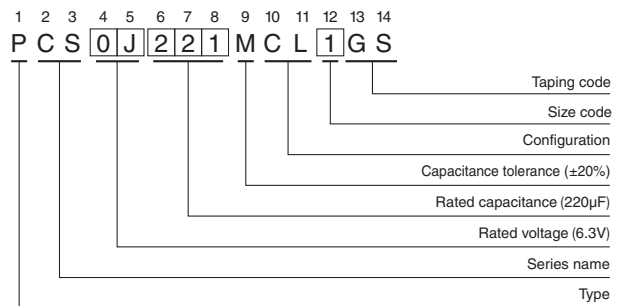 1 2 3 4 5 6 7 8 9 10 11 12 13 14
P C S 0 J 2 2 1 M C L 1 G S
Taping code
Size code
Configuration
Capacitance tolerance (±20%)
Rated capacitance (220μF)
Rated voltage (6.3V)
Series name
Type